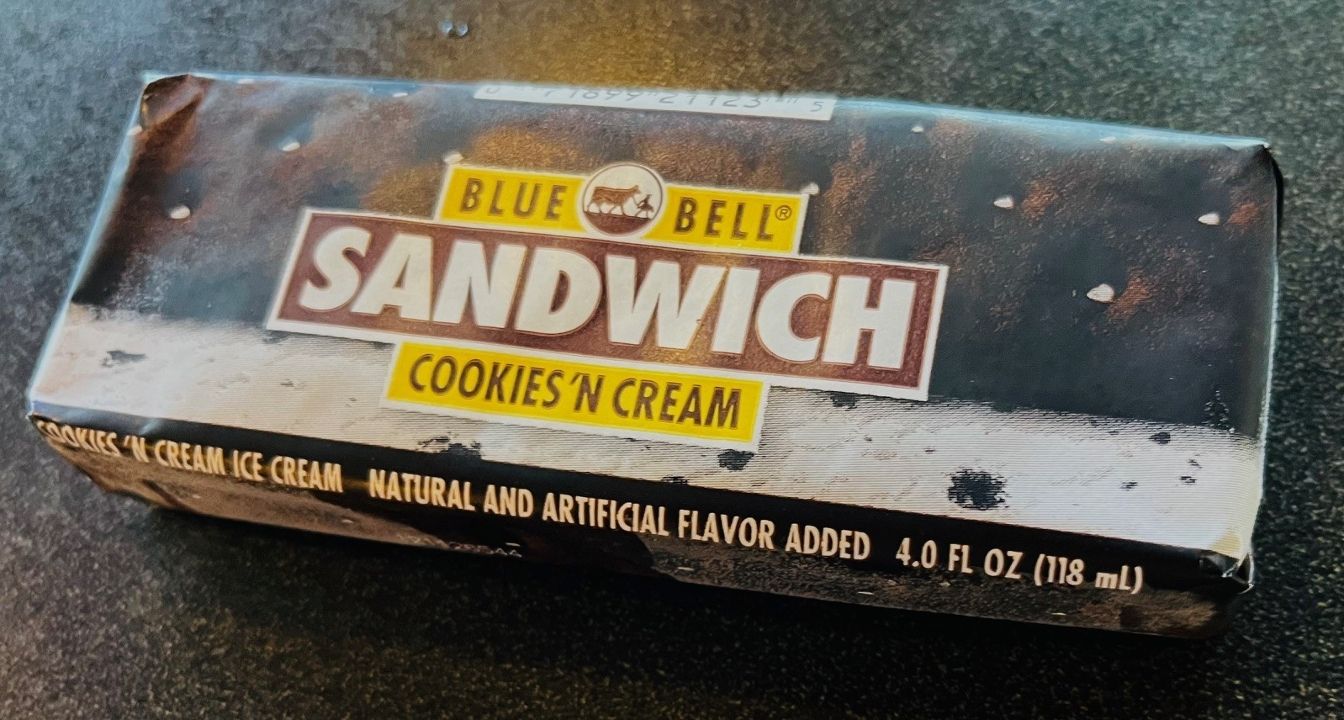 BLUE BELL®
SANDWICH
COOKIES 'N CREAM
COOKIES 'N CREAM ICE CREAM NATURAL AND ARTIFICIAL FLAVOR ADDED 4.0 FL OZ (118 mL)